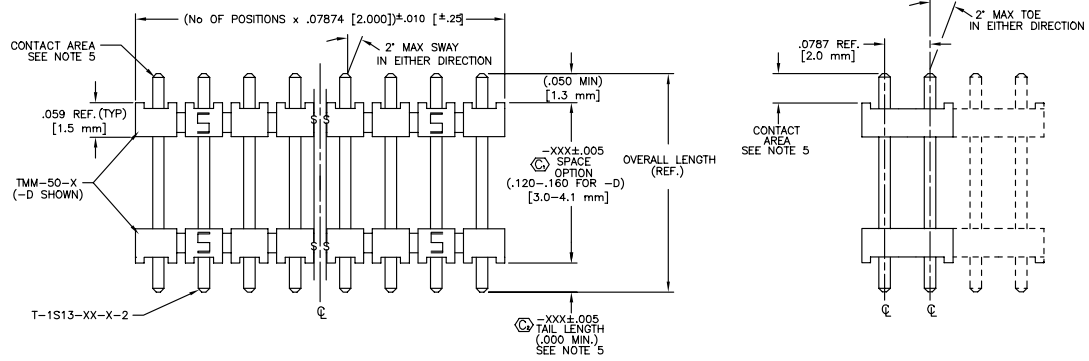 (No OF POSITIONS x .07874 [2.000])±.010 [±.25]
CONTACT AREA
SEE NOTE 5
2° MAX SWAY
IN EITHER DIRECTION
.059 REF.(TYP)
[1.5 mm]
(.050 MIN)
[1.3 mm]
S
S
S S
TMM-50-X
(-D SHOWN)
C1 -XXX±.005
SPACE
OPTION
(.120-.160 FOR -D)
[3.0-4.1 mm]
OVERALL LENGTH
(REF.)
S
S
S S
T-1S13-XX-X-2
℄
-XXX±.005
TAIL LENGTH
(.000 MIN.)
SEE NOTE 5
2° MAX TOE
IN EITHER DIRECTION
.0787 REF.
[2.0 mm]
CONTACT
AREA
SEE NOTE 5
℄ ℄